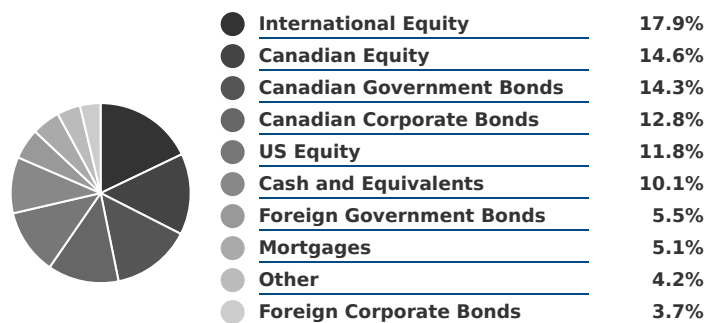 International Equity 17.9%
Canadian Equity 14.6%
Canadian Government Bonds 14.3%
Canadian Corporate Bonds 12.8%
US Equity 11.8%
Cash and Equivalents 10.1%
Foreign Government Bonds 5.5%
Mortgages 5.1%
Other 4.2%
Foreign Corporate Bonds 3.7%